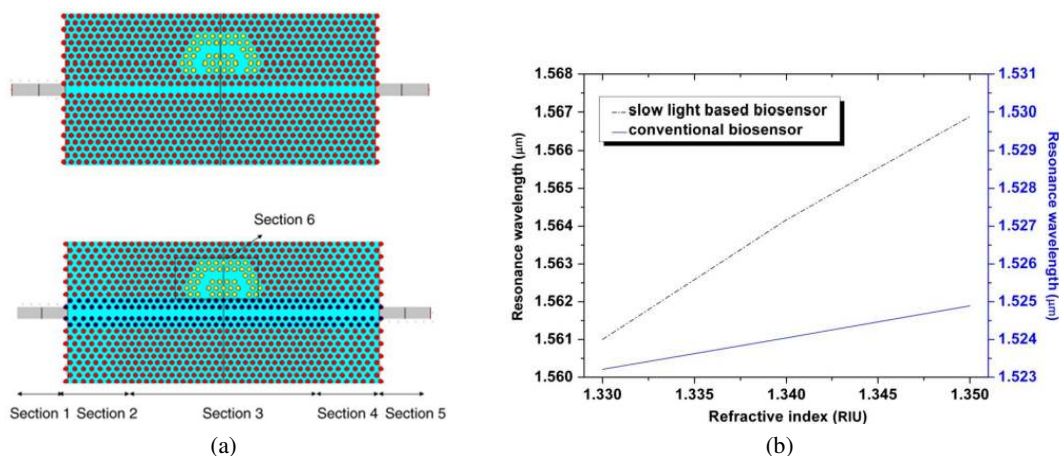 Section 6
Section 1 Section 2 Section 3 Section 4 Section 5
(a)
slow light based biosensor
conventional biosensor
Resonance wavelength (μm)
1.568
1.567
1.566
1.565
1.564
1.563
1.562
1.561
1.560
1.330 1.335 1.340 1.345 1.350
Refractive index (RIU)
1.531
1.530
1.529
1.528
1.527
1.526
1.525
1.524
1.523
Resonance wavelength (μm)
(b)